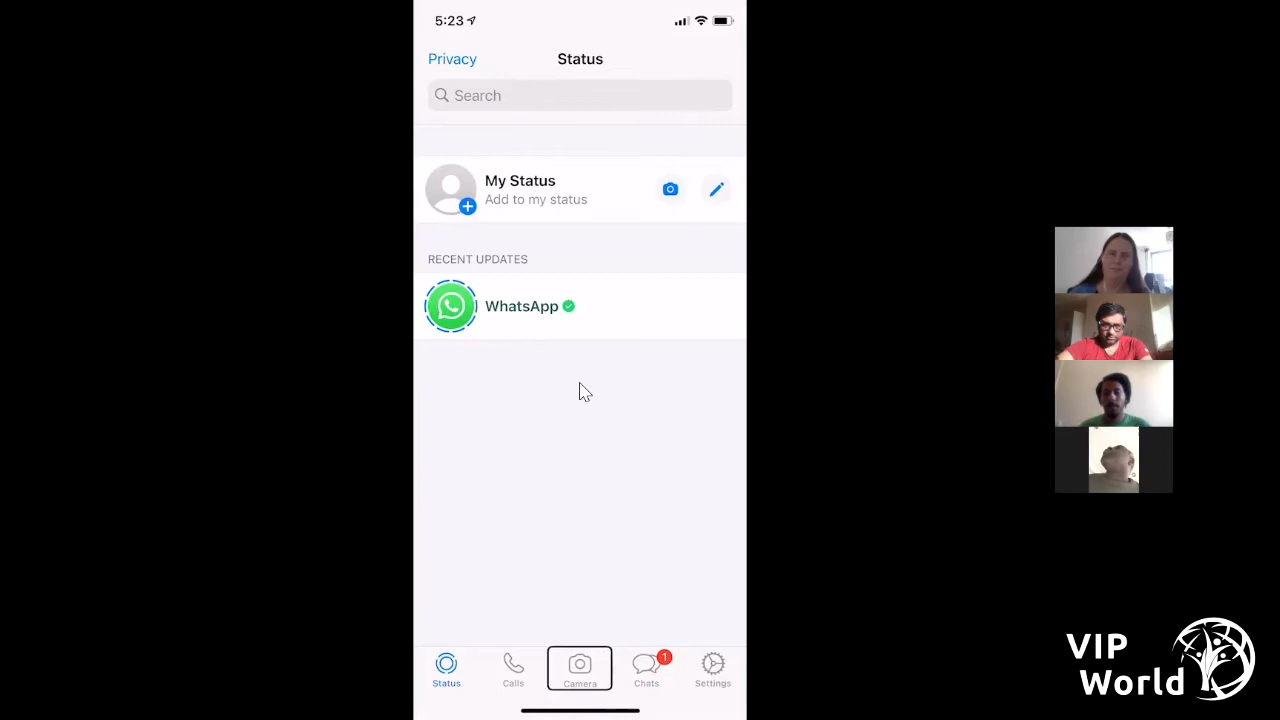 5:23
Privacy
Status
Search
My Status
Add to my status
RECENT UPDATES
WhatsApp
Status
Calls
Camera
1
Chats
Settings
VIP
World